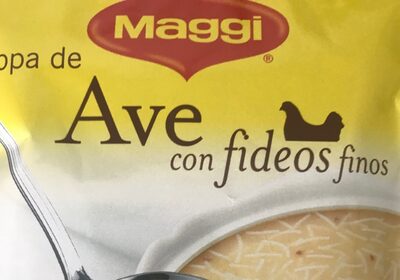 Maggi®
opa de
Ave
con fideos finos